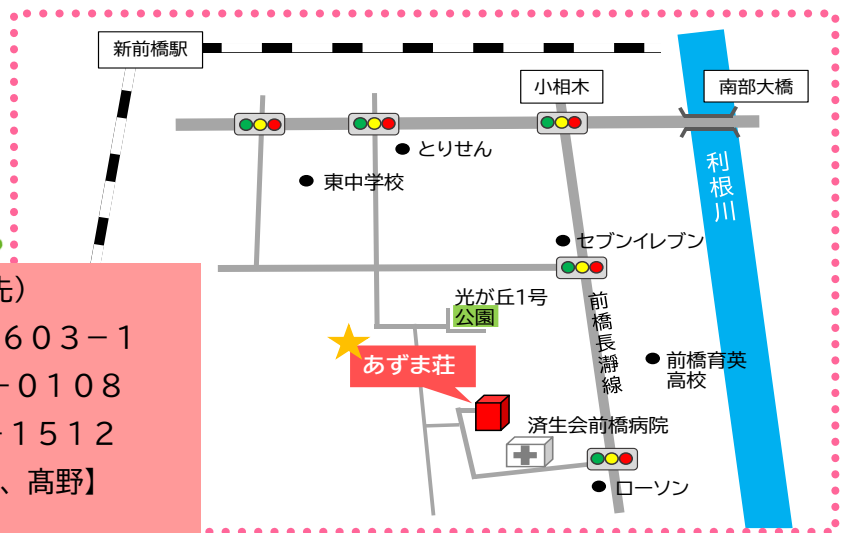 新前橋駅
小相木
南部大橋
とりせん
東中学校
利根川
セブンイレブン
光が丘1号
公園
前橋長瀞線
あずま荘
前橋育英
高校
済生会前橋病院
ローソン
先）
６０３－１
－０１０８
－１５１２
、髙野】